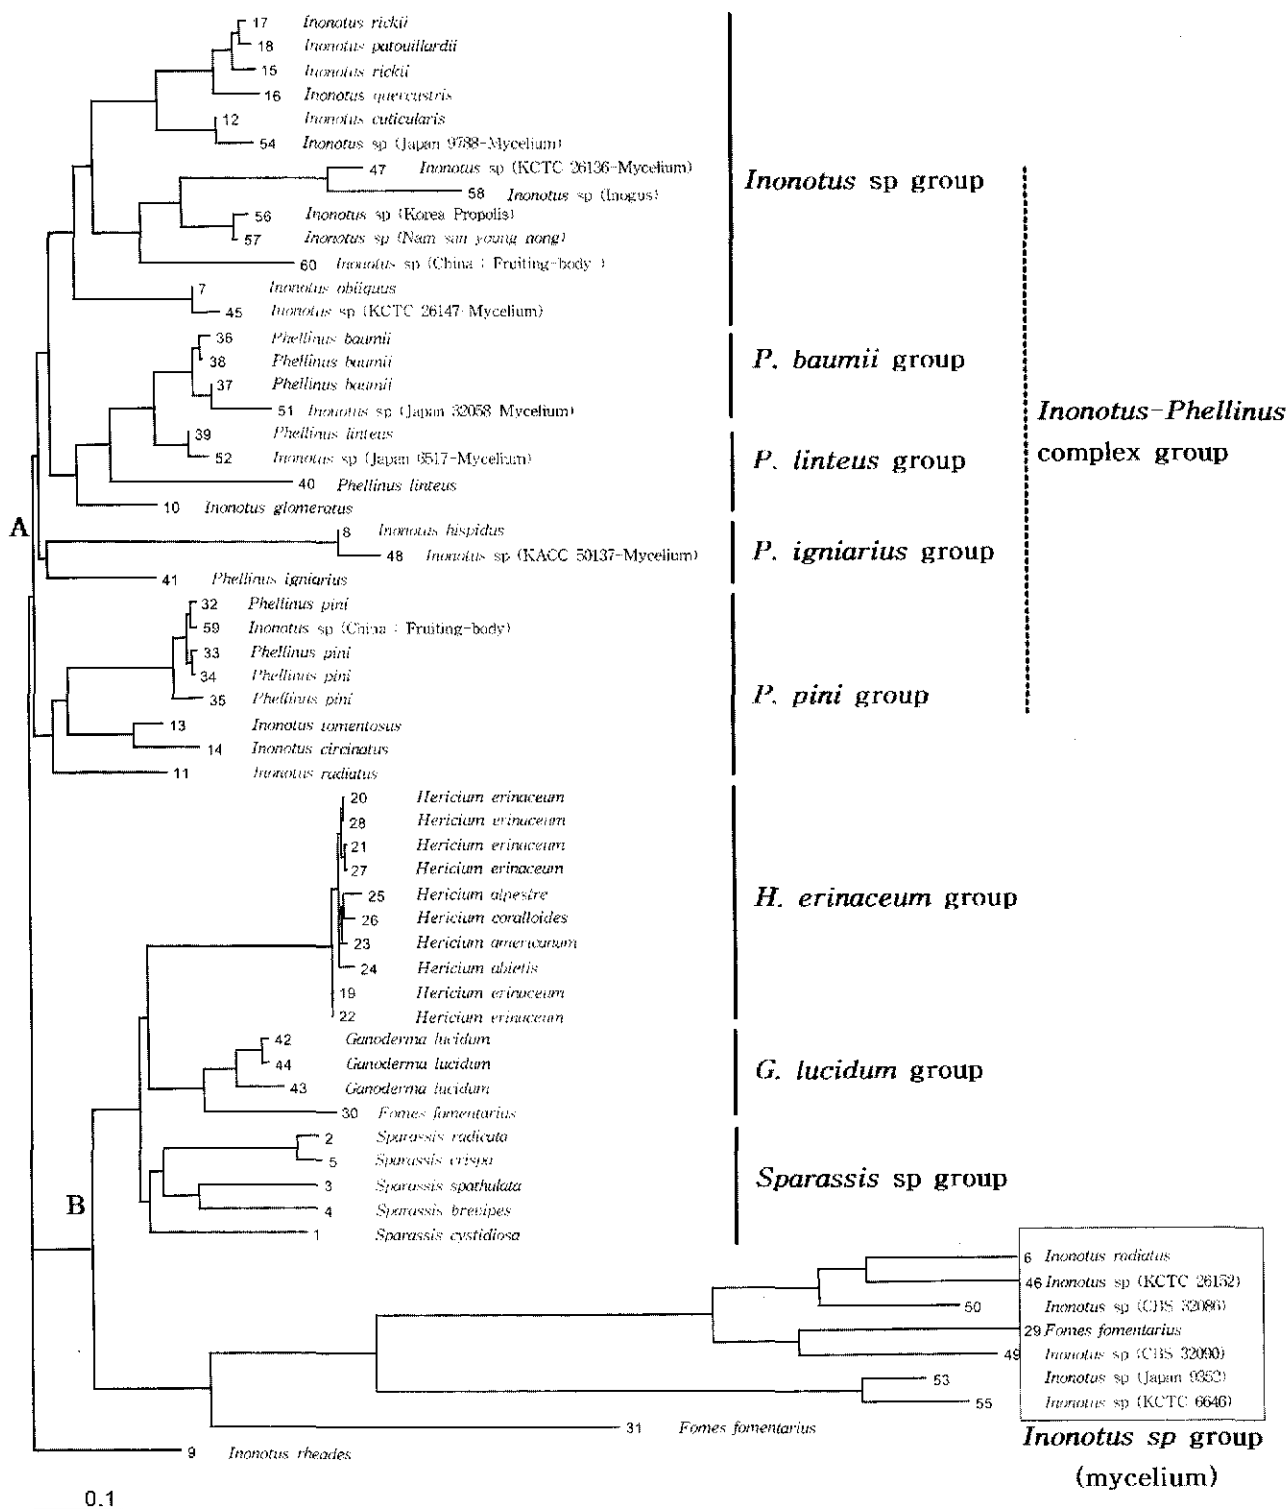 17 Inonotus rickii
18 Inonotus patouillardii
15 Inonotus rickii
16 Inonotus quercustris
12 Inonotus cuticularis
54 Inonotus sp (Japan 9788-Mycelium)
47 Inonotus sp (KCTC 26136-Mycelium)
Inonotus sp group
58 Inonotus sp (Inogus)
56 Inonotus sp (Korea Propolis)
57 Inonotus sp (Nam san young nong)
60 Inonotus sp (China : Fruiting-body )
7 Inonotus obliquus
45 Inonotus sp (KCTC 26147 Mycelium)
36 Phellinus baumii
38 Phellinus baumii
P. baumii group
37 Phellinus baumii
51 Inonotus sp (Japan 32058 Mycelium)
Inonotus-Phellinus
complex group
39 Phellinus linteus
52 Inonotus sp (Japan 6517-Mycelium)
P. linteus group
40 Phellinus linteus
10 Inonotus glomeratus
A
8 Inonotus hispidus
48 Inonotus sp (KACC 50137-Mycelium)
P. igniarius group
41 Phellinus igniarius
32 Phellinus pini
59 Inonotus sp (China : Fruiting-body)
33 Phellinus pini
34 Phellinus pini
35 Phellinus pini
P. pini group
13 Inonotus tomentosus
14 Inonotus circinatus
11 Inonotus radiatus
20 Hericium erinaceum
28 Hericium erinaceum
21 Hericium erinaceum
27 Hericium erinaceum
25 Hericium alpestre
H. erinaceum group
26 Hericium coralloides
23 Hericium americanum
24 Hericium abietis
19 Hericium erinaceum
22 Hericium erinaceum
42 Ganoderma lucidum
44 Ganoderma lucidum
G. lucidum group
43 Ganoderma lucidum
30 Fomes fomentarius
2 Sparassis radicata
5 Sparassis crispa
Sparassis sp group
3 Sparassis spathulata
B
4 Sparassis brevipes
1 Sparassis cystidiosa
6 Inonotus radiatus
46 Inonotus sp (KCTC 26152)
50 Inonotus sp (CBS 32086)
29 Fomes fomentarius
49 Inonotus sp (CBS 32090)
53 Inonotus sp (Japan 9352)
55 Inonotus sp (KCTC 6646)
31 Fomes fomentarius
Inonotus sp group
(mycelium)
9 Inonotus rheades
0.1